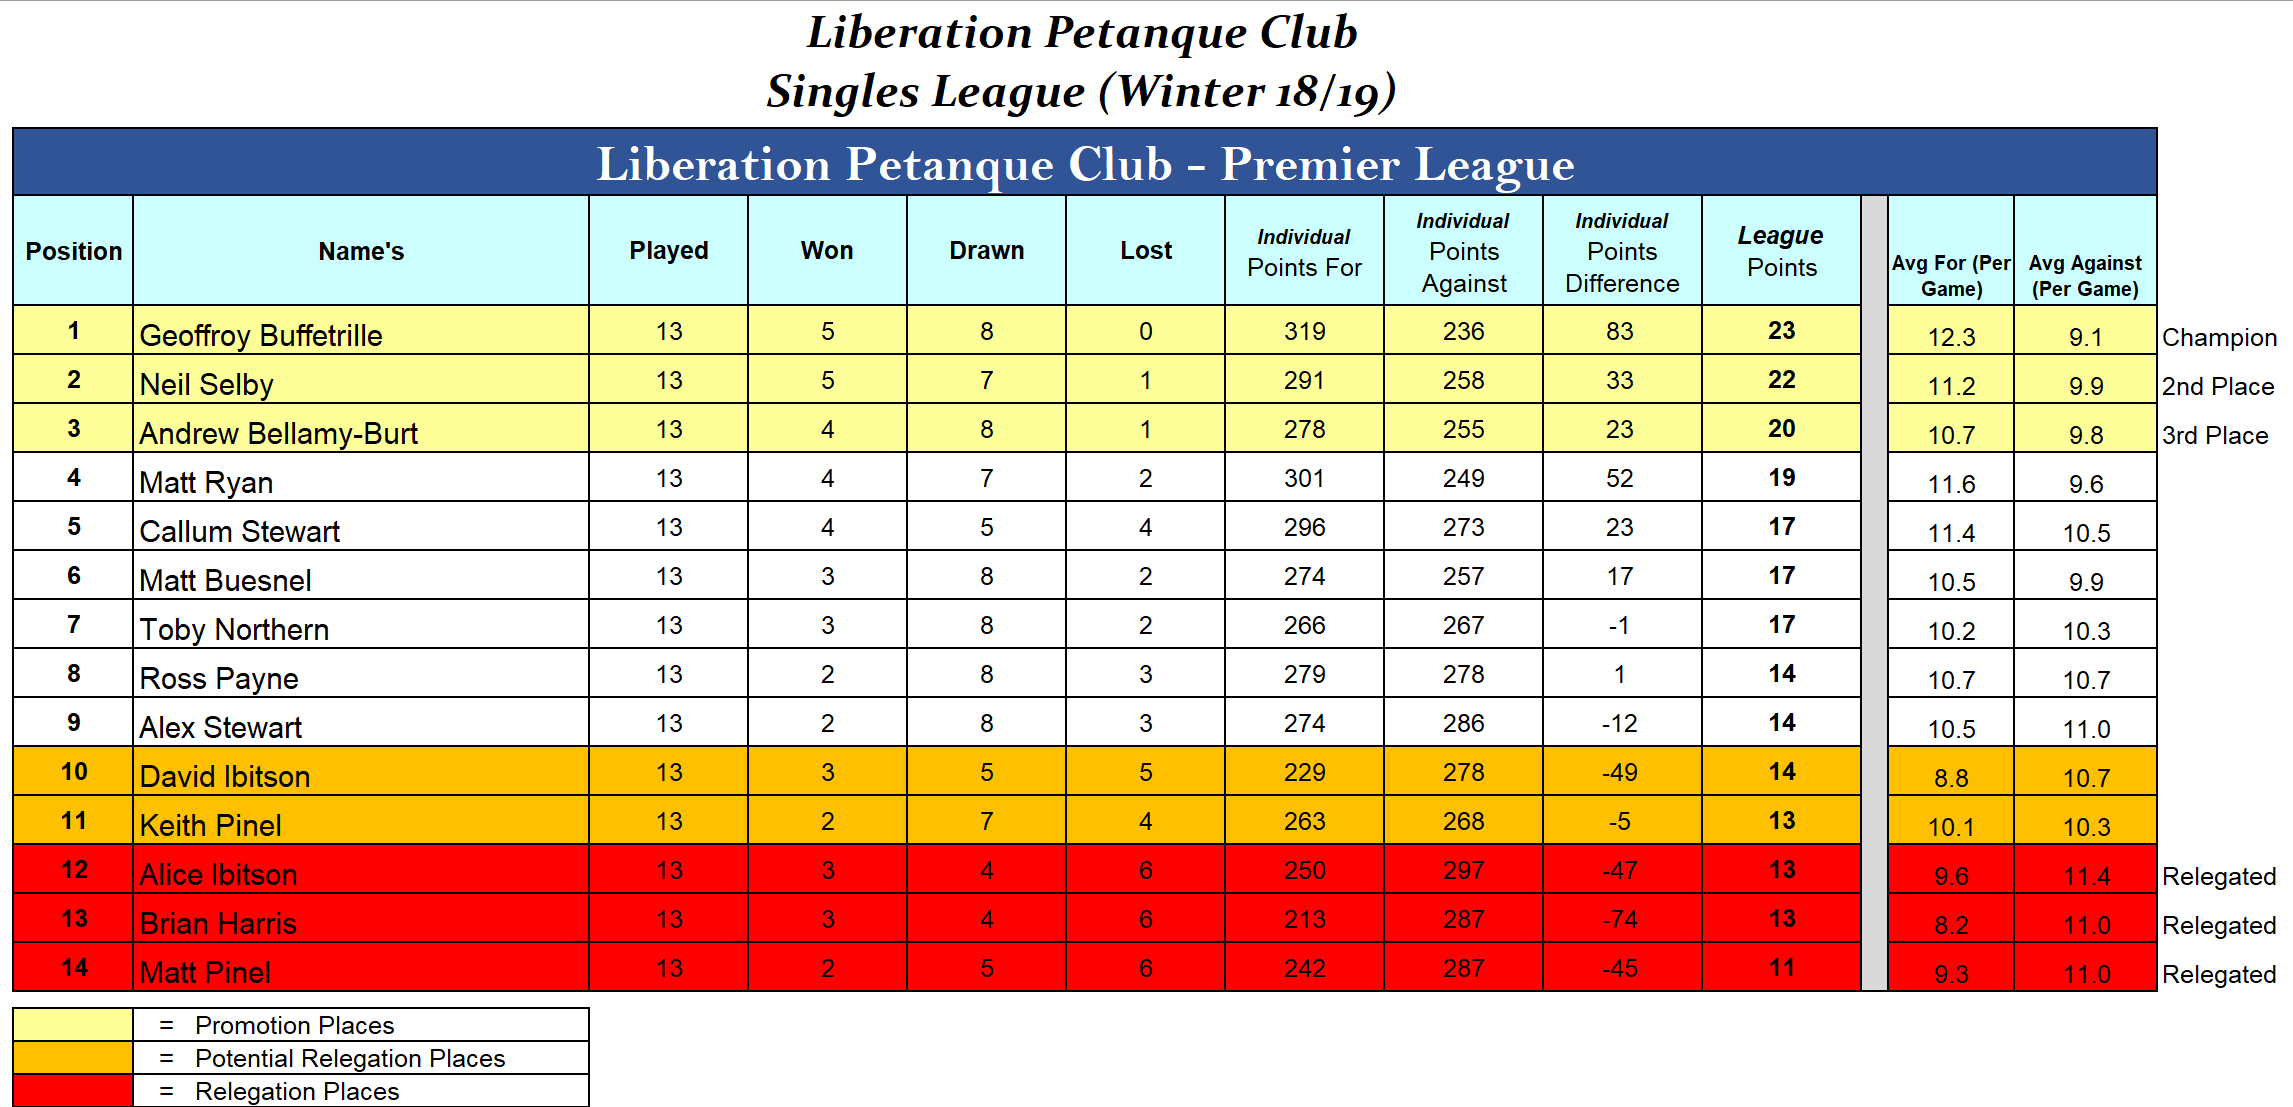 Liberation Petanque Club
Singles League (Winter 18/19)
Liberation Petanque Club - Premier League
Position Name's Played Won Drawn Lost Individual Points For Individual Points Against Individual Points Difference League Points Avg For (Per Game) Avg Against (Per Game)
1 Geoffroy Buffetrille 13 5 8 0 319 236 83 23 12.3 9.1 Champion
2 Neil Selby 13 5 7 1 291 258 33 22 11.2 9.9 2nd Place
3 Andrew Bellamy-Burt 13 4 8 1 278 255 23 20 10.7 9.8 3rd Place
4 Matt Ryan 13 4 7 2 301 249 52 19 11.6 9.6
5 Callum Stewart 13 4 5 4 296 273 23 17 11.4 10.5
6 Matt Buesnel 13 3 8 2 274 257 17 17 10.5 9.9
7 Toby Northern 13 3 8 2 266 267 -1 17 10.2 10.3
8 Ross Payne 13 2 8 3 279 278 1 14 10.7 10.7
9 Alex Stewart 13 2 8 3 274 286 -12 14 10.5 11.0
10 David Ibitson 13 3 5 5 229 278 -49 14 8.8 10.7
11 Keith Pinel 13 2 7 4 263 268 -5 13 10.1 10.3
12 Alice Ibitson 13 3 4 6 250 297 -47 13 9.6 11.4 Relegated
13 Brian Harris 13 3 4 6 213 287 -74 13 8.2 11.0 Relegated
14 Matt Pinel 13 2 5 6 242 287 -45 11 9.3 11.0 Relegated
= Promotion Places
= Potential Relegation Places
= Relegation Places